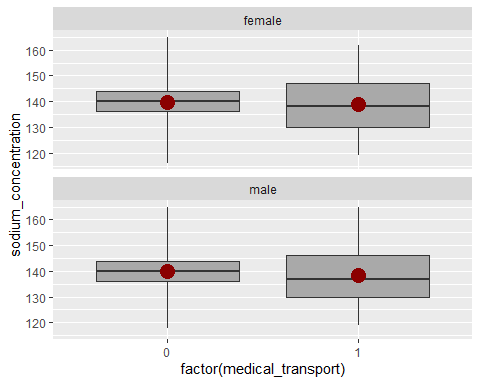 female
160
150
140
130
120
male
160
150
140
130
120
sodium_concentration
0 1
factor(medical_transport)